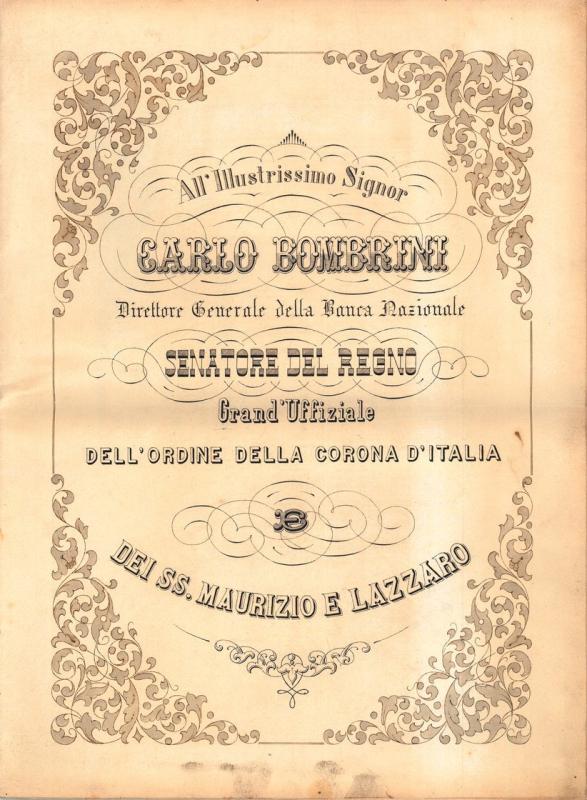 All' Illustrissimo Signor
CARLO BOMBRINI
Direttore Generale della Banca Nazionale
SENATORE DEL REGNO
Grand' Uffiziale
DELL'ORDINE DELLA CORONA D'ITALIA
E
DEI SS. MAURIZIO E LAZZARO